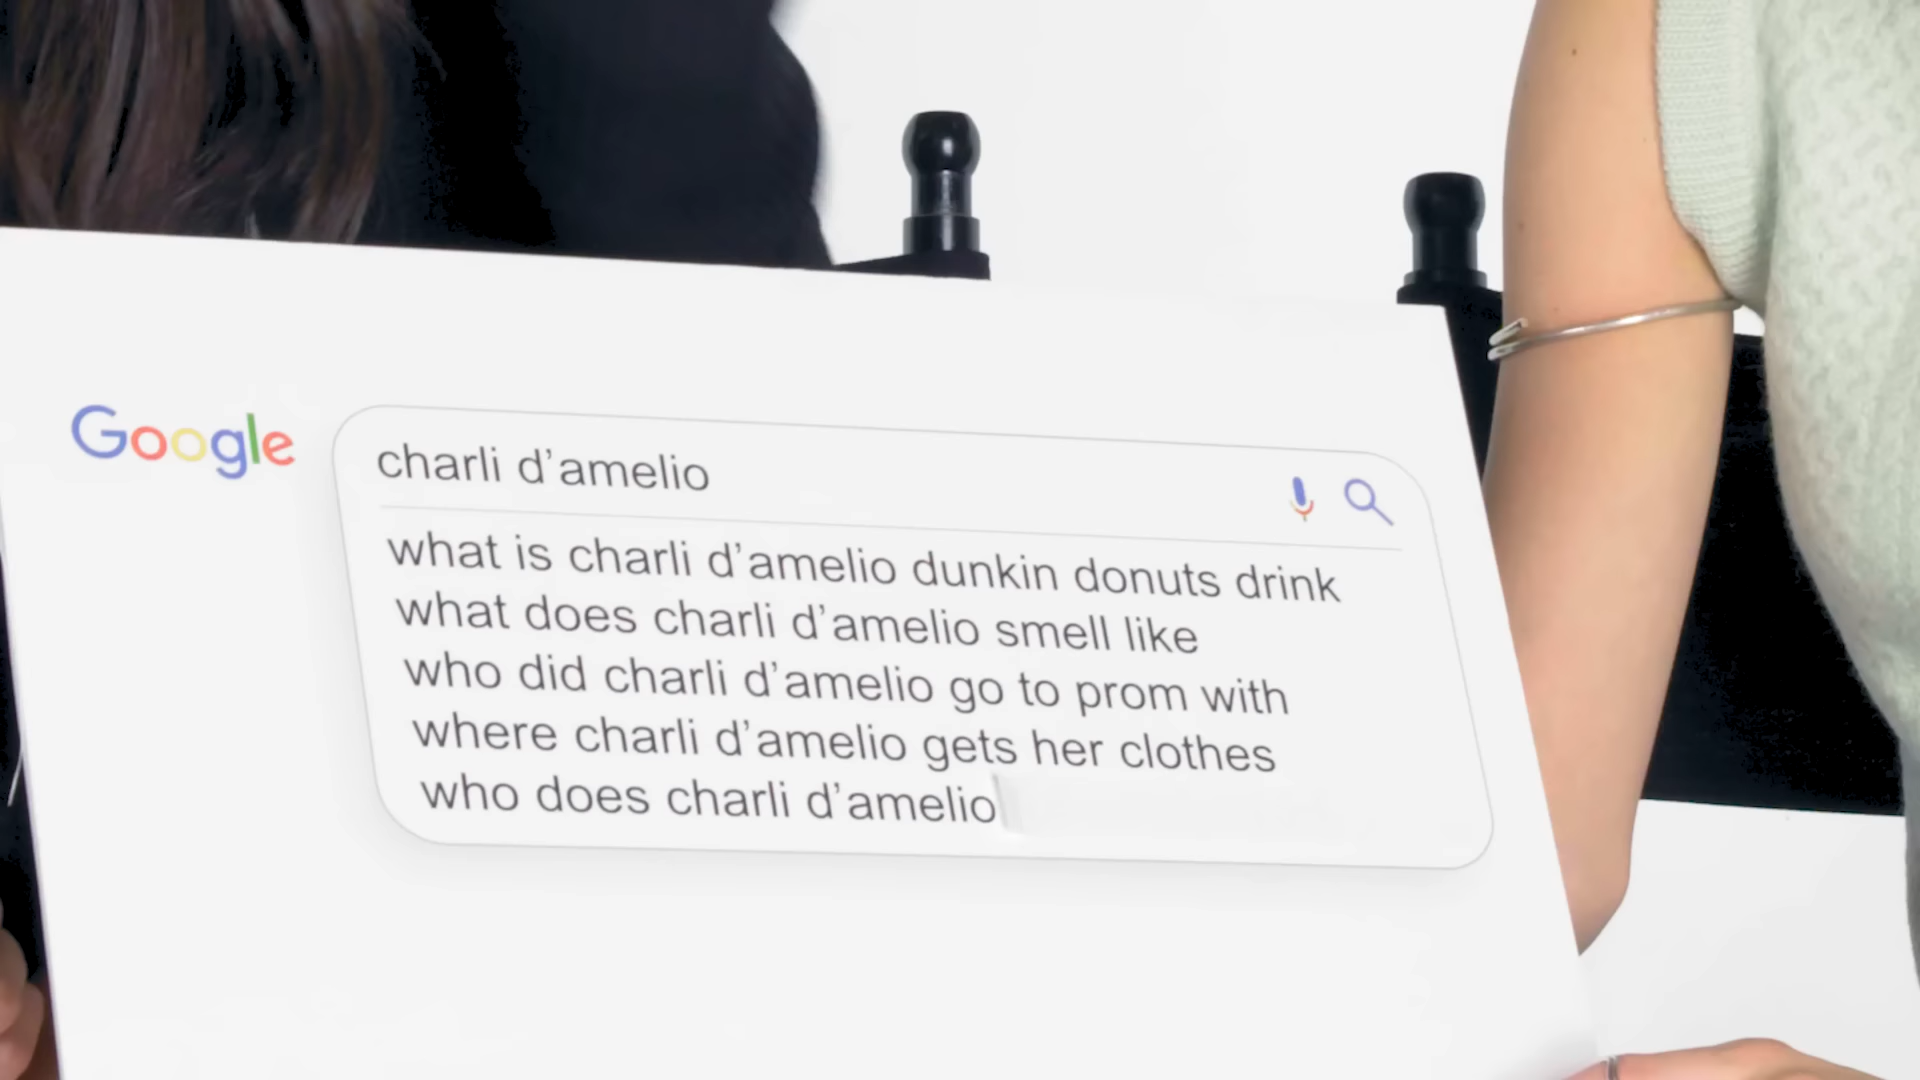 Google
charli d’amelio
what is charli d’amelio dunkin donuts drink
what does charli d’amelio smell like
who did charli d’amelio go to prom with
where charli d’amelio gets her clothes
who does charli d’amelio